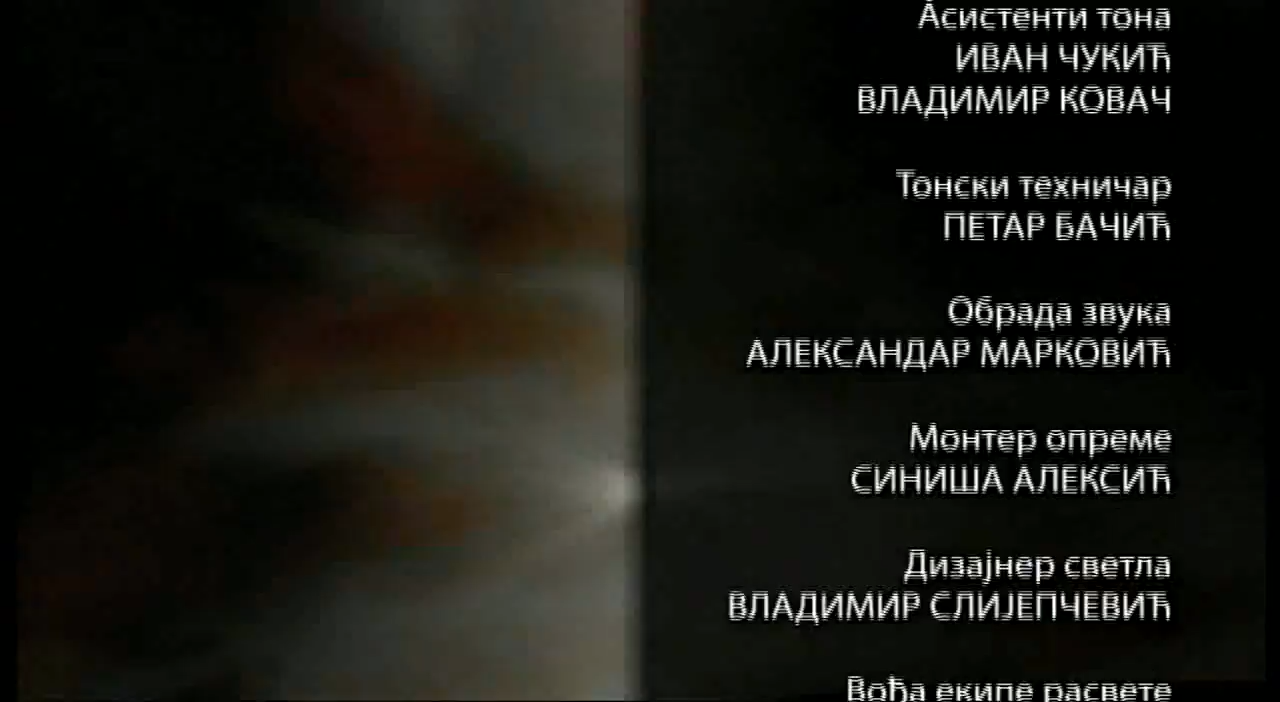 Асистенти тона
ИВАН ЧУКИЋ
ВЛАДИМИР КОВАЧ
Тонски техничар
ПЕТАР БАЧИЋ
Обрада звука
АЛЕКСАНДАР МАРКОВИЋ
Монтер опреме
СИНИША АЛЕКСИЋ
Дизајнер светла
ВЛАДИМИР СЛИЈЕПЧЕВИЋ
Вођа екипе расвете